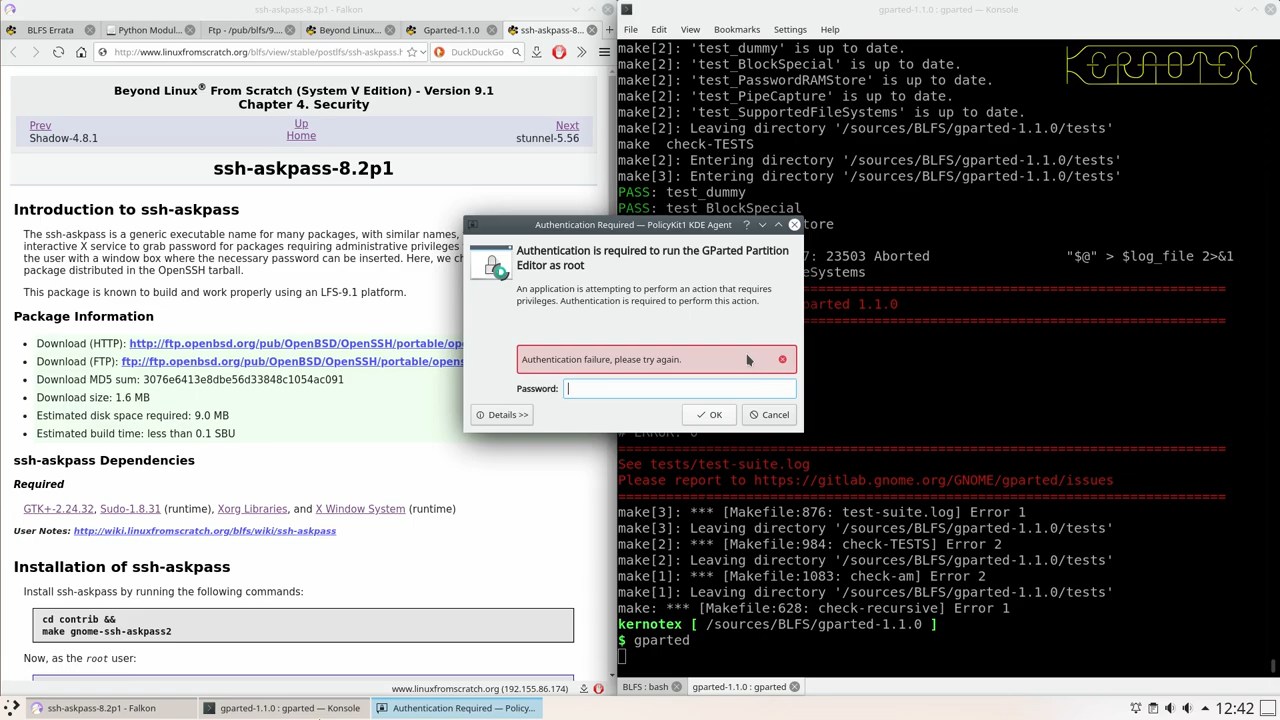 ssh-askpass-8.2p1 - Falkon
BLFS Errata
Python Modul...
Ftp - /pub/blfs/9....
Beyond Linux...
Gparted-1.1.0
ssh-askpass-8...
http://www.linuxfromscratch.org/blfs/view/stable/postlfs/ssh-askpass.h
DuckDuckGo
Beyond Linux® From Scratch (System V Edition) - Version 9.1
Chapter 4. Security
Prev
Up
Next
Shadow-4.8.1
Home
stunnel-5.56
ssh-askpass-8.2p1
Introduction to ssh-askpass
The
interactive X service to grab password for packages requiring administrative privileges
the user with a window box where the necessary password can be inserted. Here, we ch
package distributed in the OpenSSH tarball.
This package is known to build and work properly using an LFS-9.1 platform.
Package Information
Download (HTTP): http://ftp.openbsd.org/pub/OpenBSD/OpenSSH/portable/op
Download (FTP): ftp://ftp.openbsd.org/pub/OpenBSD/OpenSSH/portable/opens
Download MD5 sum: 3076e6413e8dbe56d33848c1054ac091
Download size: 1.6 MB
Estimated disk space required: 9.0 MB
Estimated build time: less than 0.1 SBU
ssh-askpass Dependencies
Required
GTK+-2.24.32, Sudo-1.8.31 (runtime), Xorg Libraries, and X Window System (runtime)
User Notes: http://wiki.linuxfromscratch.org/blfs/wiki/ssh-askpass
Installation of ssh-askpass
Install ssh-askpass by running the following commands:
cd contrib &&
make gnome-ssh-askpass2
Now, as the root user:
www.linuxfromscratch.org (192.155.86.174)
Authentication Required — PolicyKit1 KDE Agent
Authentication is required to run the GParted Partition
Editor as root
An application is attempting to perform an action that requires
privileges. Authentication is required to perform this action.
Authentication failure, please try again.
Password:
Details >>
OK
Cancel
gparted-1.1.0 : gparted — Konsole
File Edit View Bookmarks Settings Help
KERNOTEX
make[2]: 'test_dummy' is up to date.
make[2]: 'test_BlockSpecial' is up to date.
make[2]: 'test_PasswordRAMStore' is up to date.
make[2]: 'test_PipeCapture' is up to date.
make[2]: 'test_SupportedFileSystems' is up to date.
make[2]: Leaving directory '/sources/BLFS/gparted-1.1.0/tests'
make  check-TESTS
make[2]: Entering directory '/sources/BLFS/gparted-1.1.0/tests'
make[3]: Entering directory '/sources/BLFS/gparted-1.1.0/tests'
PASS: test_dummy
PASS: test_BlockSpecial
tore
7: 23503 Aborted "$@" > $log_file 2>&1
eSystems
parted 1.1.0
# ERROR: 0
See tests/test-suite.log
Please report to https://gitlab.gnome.org/GNOME/gparted/issues
make[3]: *** [Makefile:876: test-suite.log] Error 1
make[3]: Leaving directory '/sources/BLFS/gparted-1.1.0/tests'
make[2]: *** [Makefile:984: check-TESTS] Error 2
make[2]: Leaving directory '/sources/BLFS/gparted-1.1.0/tests'
make[1]: *** [Makefile:1083: check-am] Error 2
make[1]: Leaving directory '/sources/BLFS/gparted-1.1.0/tests'
make: *** [Makefile:628: check-recursive] Error 1
kernotex [ /sources/BLFS/gparted-1.1.0 ]
$ gparted
BLFS : bash
gparted-1.1.0 : gparted
ssh-askpass-8.2p1 - Falkon
gparted-1.1.0 : gparted — Konsole
Authentication Required — Policy...
12:42